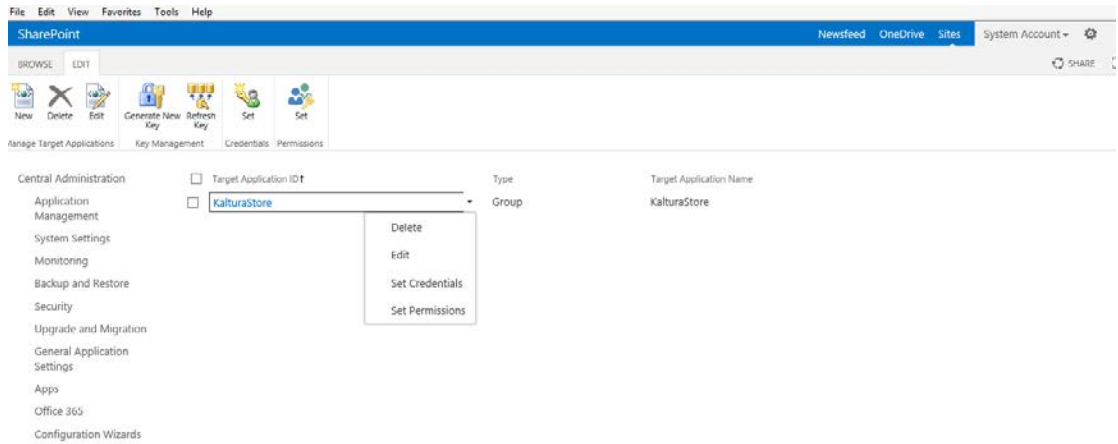 File Edit View Favorites Tools Help
SharePoint Newsfeed OneDrive Sites System Account
BROWSE EDIT SHARE
New Delete Edit Generate New Key Refresh Key Set Set
Manage Target Applications Key Management Credentials Permissions
Central Administration
Application Management
System Settings
Monitoring
Backup and Restore
Security
Upgrade and Migration
General Application Settings
Apps
Office 365
Configuration Wizards
Target Application ID↑ Type Target Application Name
KalturaStore Group KalturaStore
Delete
Edit
Set Credentials
Set Permissions